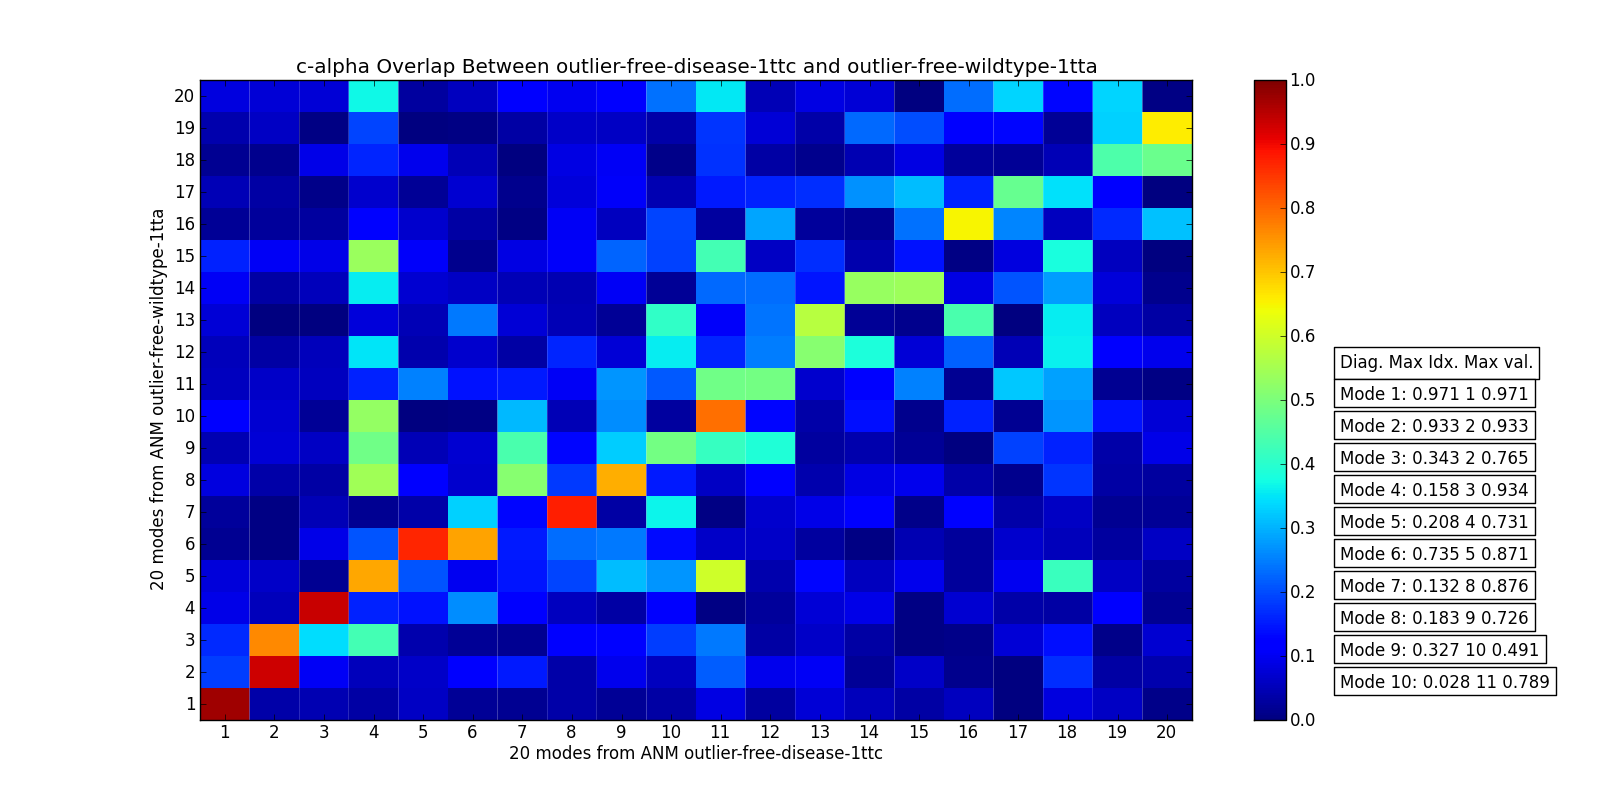 c-alpha Overlap Between outlier-free-disease-1ttc and outlier-free-wildtype-1tta
20 modes from ANM outlier-free-wildtype-1tta
20
19
18
17
16
15
14
13
12
11
10
9
8
7
6
5
4
3
2
1
1 2 3 4 5 6 7 8 9 10 11 12 13 14 15 16 17 18 19 20
20 modes from ANM outlier-free-disease-1ttc
1.0
0.9
0.8
0.7
0.6
0.5
0.4
0.3
0.2
0.1
0.0
Diag. Max Idx. Max val.
Mode 1: 0.971 1 0.971
Mode 2: 0.933 2 0.933
Mode 3: 0.343 2 0.765
Mode 4: 0.158 3 0.934
Mode 5: 0.208 4 0.731
Mode 6: 0.735 5 0.871
Mode 7: 0.132 8 0.876
Mode 8: 0.183 9 0.726
Mode 9: 0.327 10 0.491
Mode 10: 0.028 11 0.789